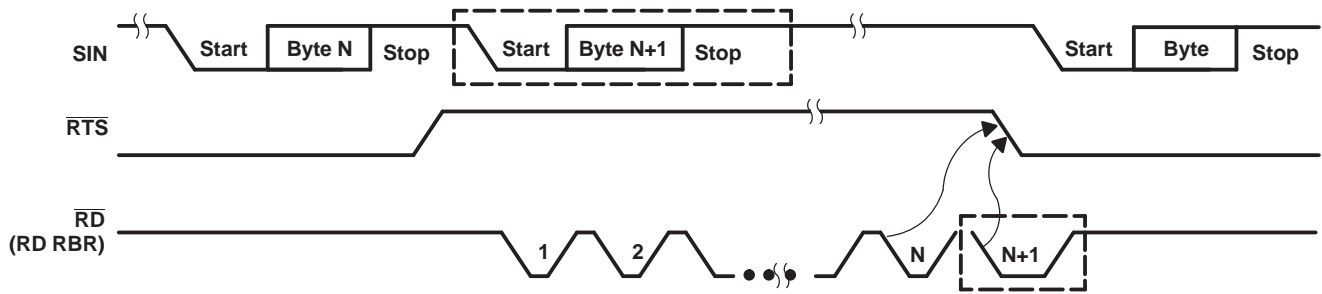 SIN Start Byte N Stop Start Byte N+1 Stop Start Byte Stop
RTS
RD
(RD RBR) 1 2 N N+1